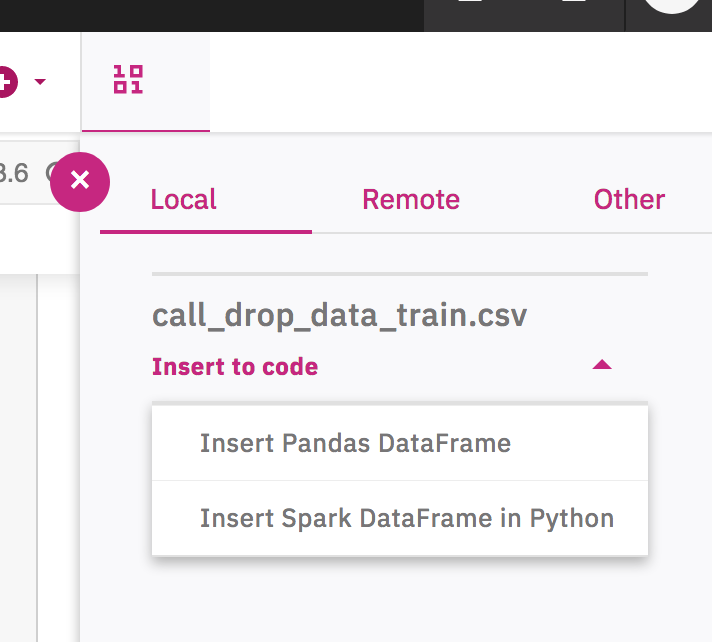 3.6
Local Remote Other
call_drop_data_train.csv
Insert to code
Insert Pandas DataFrame
Insert Spark DataFrame in Python